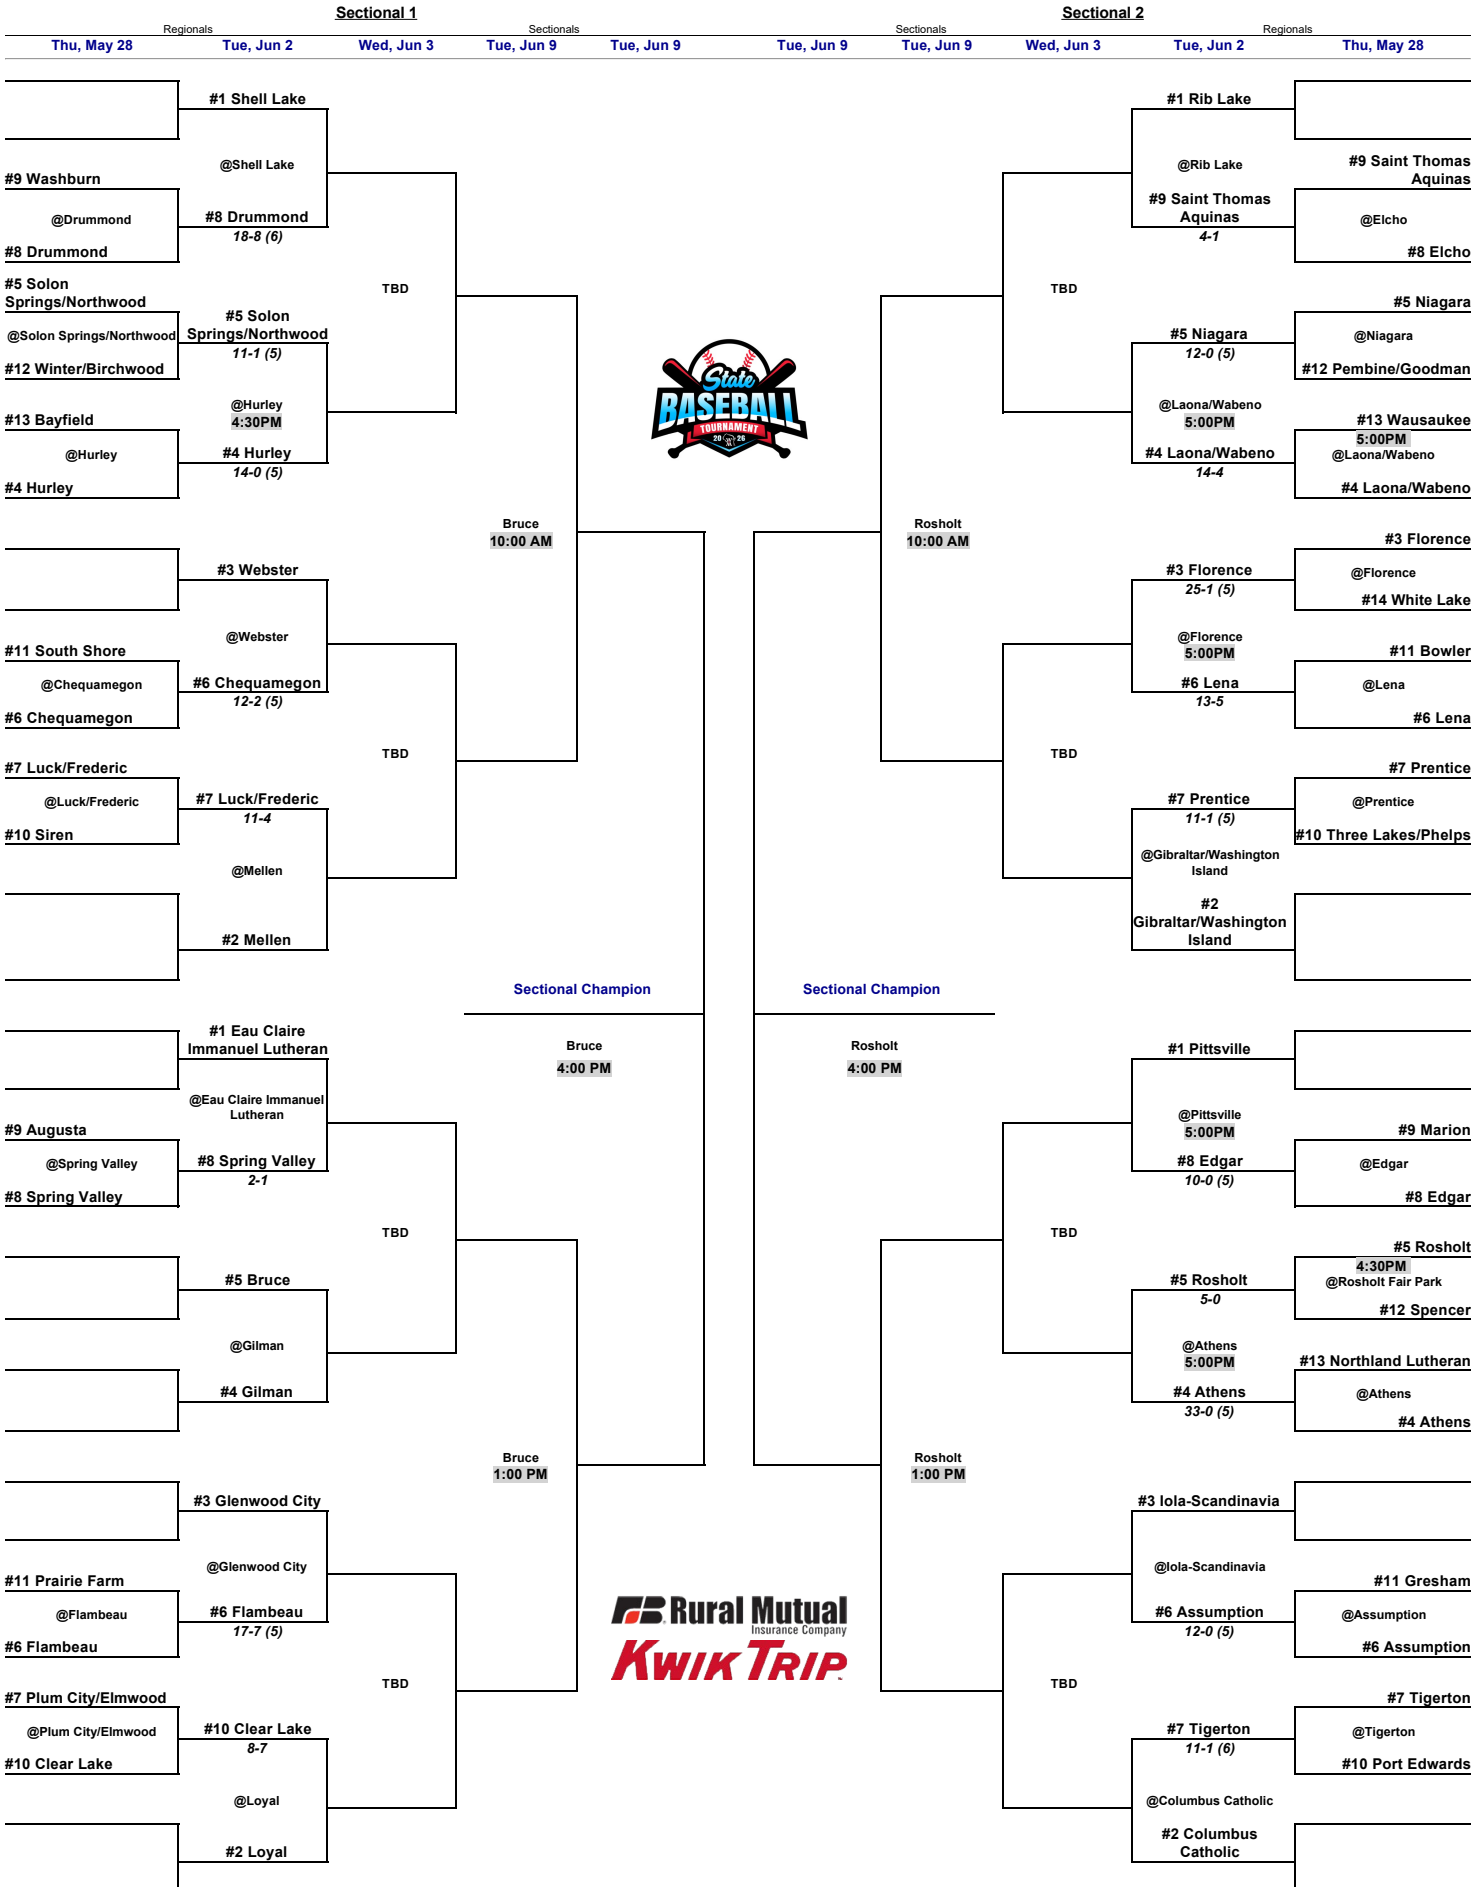 Sectional 1
Sectional 2
Regionals
Sectionals
Sectionals
Regionals
Thu, May 28
Tue, Jun 2
Wed, Jun 3
Tue, Jun 9
Tue, Jun 9
Tue, Jun 9
Tue, Jun 9
Wed, Jun 3
Tue, Jun 2
Thu, May 28
#1 Shell Lake
@Shell Lake
#9 Washburn
@Drummond
#8 Drummond
18-8 (6)
#8 Drummond
#5 Solon
Springs/Northwood
@Solon Springs/Northwood
#5 Solon
Springs/Northwood
11-1 (5)
#12 Winter/Birchwood
@Hurley
4:30PM
#13 Bayfield
@Hurley
#4 Hurley
14-0 (5)
#4 Hurley
TBD
Bruce
10:00 AM
#3 Webster
@Webster
#11 South Shore
@Chequamegon
#6 Chequamegon
12-2 (5)
#6 Chequamegon
TBD
#7 Luck/Frederic
@Luck/Frederic
#7 Luck/Frederic
11-4
#10 Siren
@Mellen
#2 Mellen
Sectional Champion
Bruce
4:00 PM
#1 Eau Claire
Immanuel Lutheran
@Eau Claire Immanuel
Lutheran
#9 Augusta
@Spring Valley
#8 Spring Valley
2-1
#8 Spring Valley
TBD
#5 Bruce
@Gilman
#4 Gilman
Bruce
1:00 PM
#3 Glenwood City
@Glenwood City
#11 Prairie Farm
@Flambeau
#6 Flambeau
17-7 (5)
#6 Flambeau
TBD
#7 Plum City/Elmwood
@Plum City/Elmwood
#10 Clear Lake
8-7
#10 Clear Lake
@Loyal
#2 Loyal
State
BASEBALL
TOURNAMENT
20 26
Rural Mutual
Insurance Company
KWIK TRIP
#1 Rib Lake
@Rib Lake
#9 Saint Thomas
Aquinas
#9 Saint Thomas
Aquinas
4-1
@Elcho
#8 Elcho
TBD
#5 Niagara
#5 Niagara
12-0 (5)
@Niagara
#12 Pembine/Goodman
@Laona/Wabeno
5:00PM
#13 Wausaukee
5:00PM
@Laona/Wabeno
#4 Laona/Wabeno
14-4
#4 Laona/Wabeno
Rosholt
10:00 AM
#3 Florence
#3 Florence
25-1 (5)
@Florence
#14 White Lake
@Florence
5:00PM
#11 Bowler
@Lena
#6 Lena
13-5
#6 Lena
TBD
#7 Prentice
#7 Prentice
11-1 (5)
@Prentice
#10 Three Lakes/Phelps
@Gibraltar/Washington
Island
#2
Gibraltar/Washington
Island
Sectional Champion
Rosholt
4:00 PM
#1 Pittsville
@Pittsville
5:00PM
#9 Marion
@Edgar
#8 Edgar
10-0 (5)
#8 Edgar
TBD
#5 Rosholt
4:30PM
@Rosholt Fair Park
#5 Rosholt
5-0
#12 Spencer
@Athens
5:00PM
#13 Northland Lutheran
@Athens
#4 Athens
33-0 (5)
#4 Athens
Rosholt
1:00 PM
#3 Iola-Scandinavia
@Iola-Scandinavia
#11 Gresham
@Assumption
#6 Assumption
12-0 (5)
#6 Assumption
TBD
#7 Tigerton
@Tigerton
#7 Tigerton
11-1 (6)
#10 Port Edwards
@Columbus Catholic
#2 Columbus
Catholic